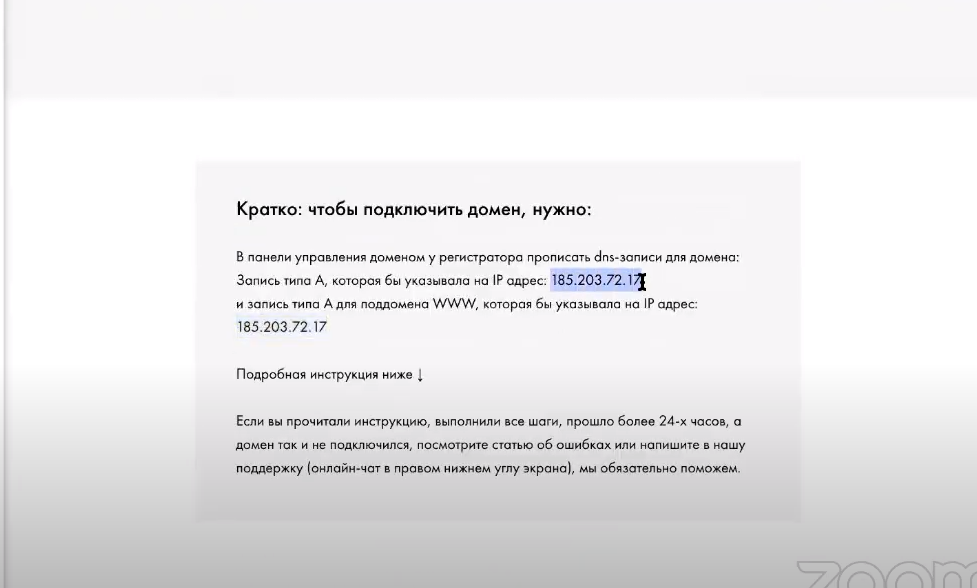 Кратко: чтобы подключить домен, нужно:
В панели управления доменом у регистратора прописать dns-записи для домена:
Запись типа А, которая бы указывала на IP адрес: 185.203.72.17
и запись типа А для поддомена WWW, которая бы указывала на IP адрес:
185.203.72.17
Подробная инструкция ниже ↓
Если вы прочитали инструкцию, выполнили все шаги, прошло более 24-х часов, а
домен так и не подключился, посмотрите статью об ошибках или напишите в нашу
поддержку (онлайн-чат в правом нижнем углу экрана), мы обязательно поможем.
zoom